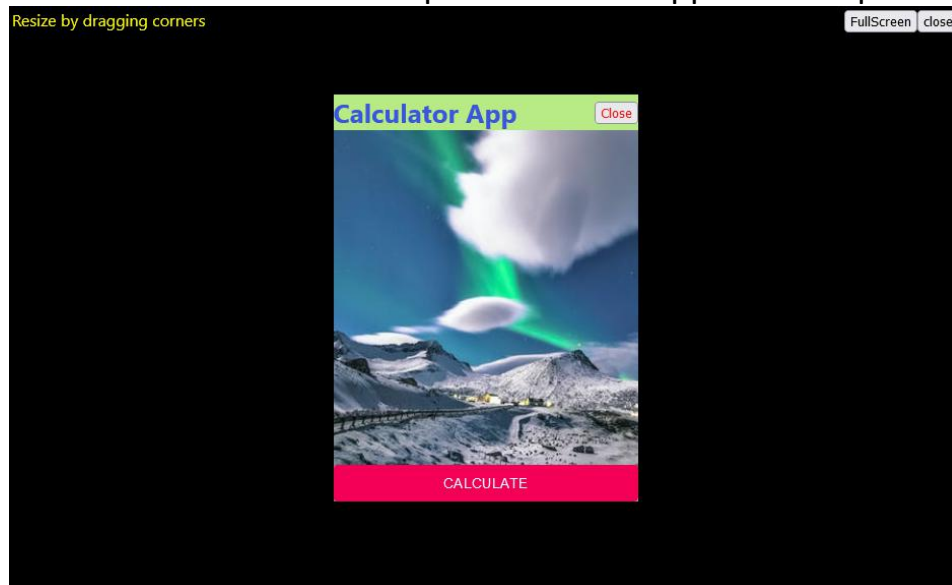 Resize by dragging corners
FullScreen close
Calculator App
Close
CALCULATE